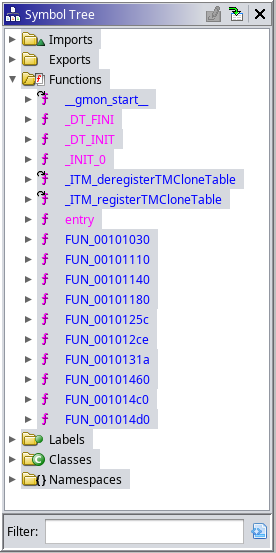 Symbol Tree
Imports
Exports
Functions
__gmon_start__
_DT_FINI
_DT_INIT
_INIT_0
_ITM_deregisterTMCloneTable
_ITM_registerTMCloneTable
entry
FUN_00101030
FUN_00101110
FUN_00101140
FUN_00101180
FUN_0010125c
FUN_001012ce
FUN_0010131a
FUN_00101460
FUN_001014c0
FUN_001014d0
Labels
Classes
Namespaces
Filter: